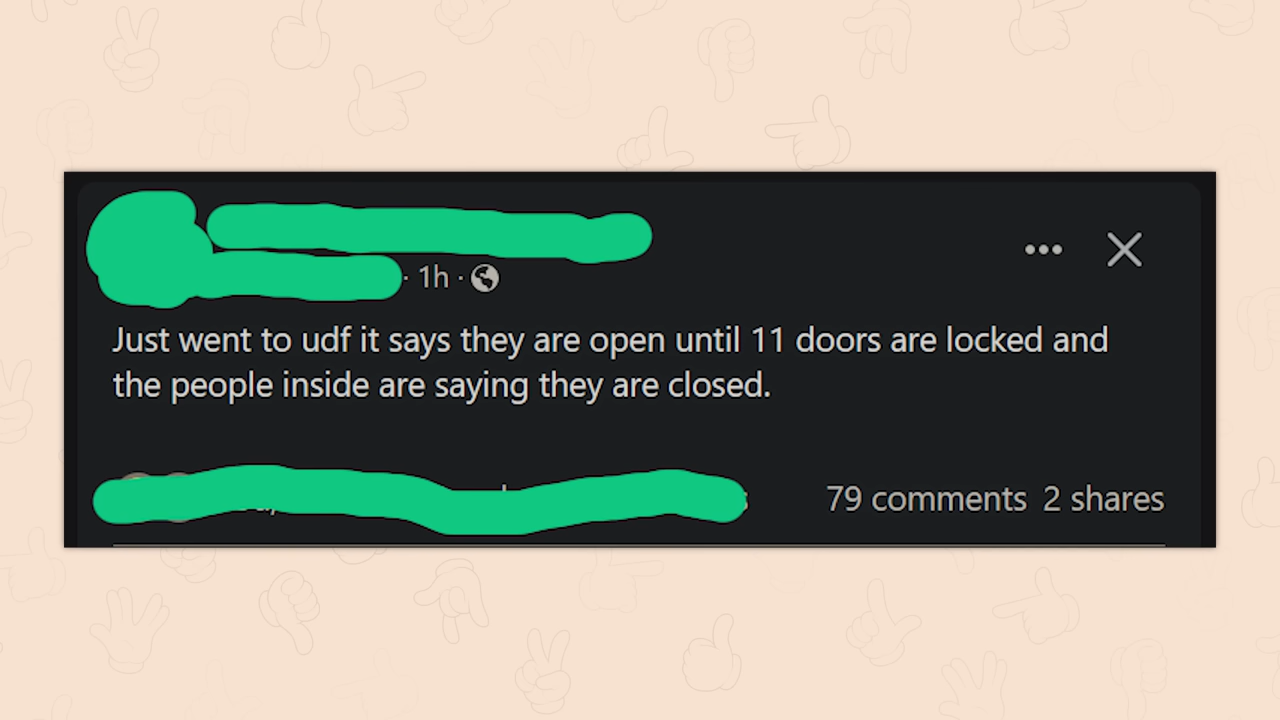 · 1h ·
Just went to udf it says they are open until 11 doors are locked and
the people inside are saying they are closed.
79 comments 2 shares